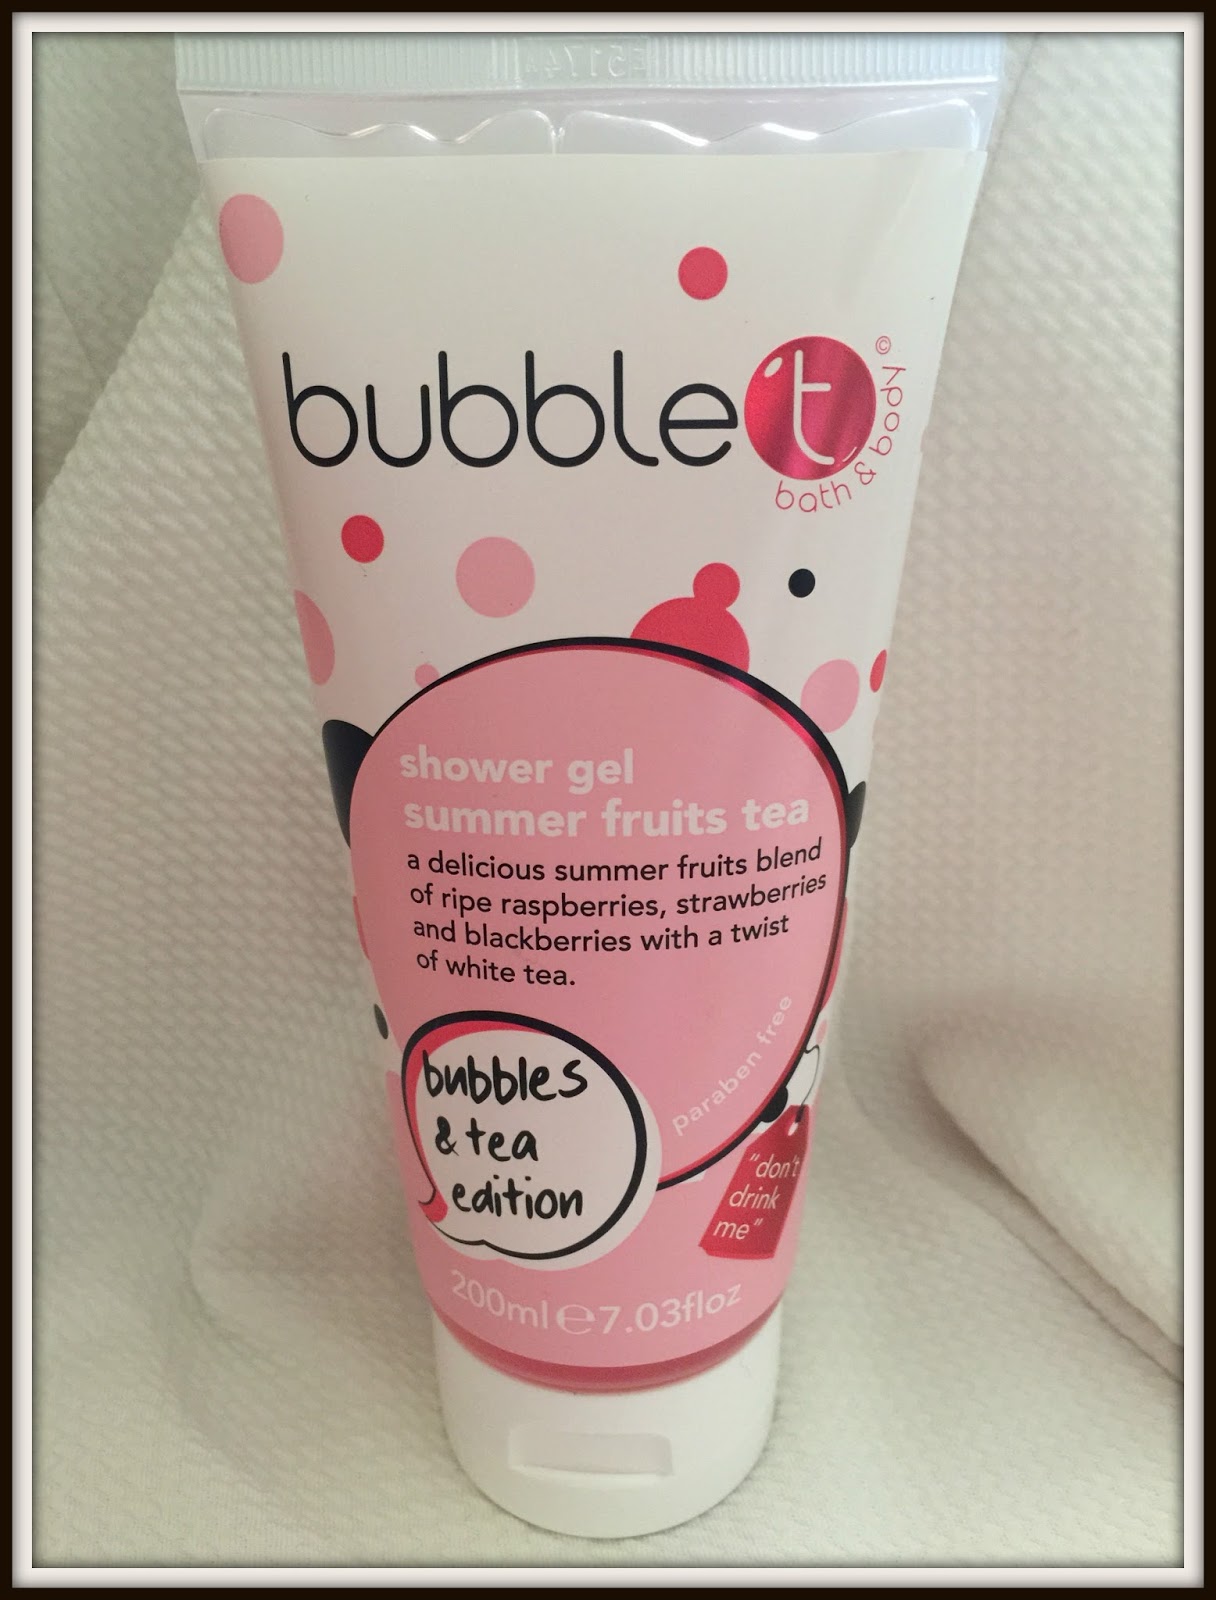 E5174
bubble t
bath & body ©
shower gel
summer fruits tea
a delicious summer fruits blend
of ripe raspberries, strawberries
and blackberries with a twist
of white tea.
paraben free
bubbles
& tea
edition
"don't
drink
me"
200ml ℮ 7.03floz